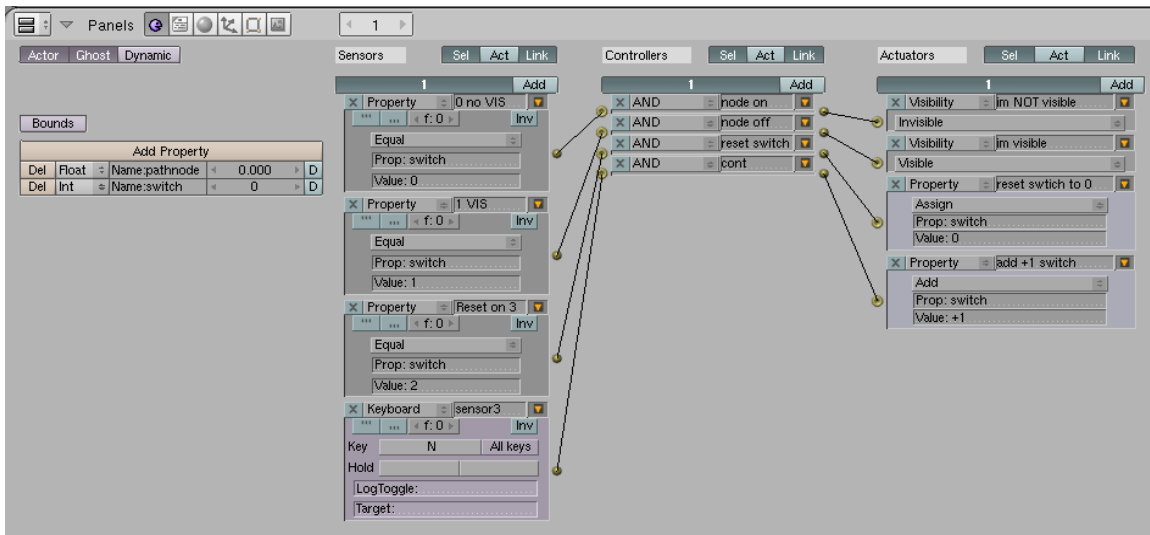 Panels 1
Actor Ghost Dynamic
Bounds
Add Property
Del Float Name:pathnode 0.000 D
Del Int Name:switch 0 D
Sensors Sel Act Link
1 Add
X Property 0 no VIS
f: 0 Inv
Equal
Prop: switch
Value: 0
X Property 1 VIS
f: 0 Inv
Equal
Prop: switch
Value: 1
X Property Reset on 3
f: 0 Inv
Equal
Prop: switch
Value: 2
X Keyboard sensor3
f: 0 Inv
Key N All keys
Hold
LogToggle:
Target:
Controllers Sel Act Link
1 Add
X AND node on
X AND node off
X AND reset switch
X AND cont
Actuators Sel Act Link
1 Add
X Visibility im NOT visible
Invisible
X Visibility im visible
Visible
X Property reset swtich to 0
Assign
Prop: switch
Value: 0
X Property add +1 switch
Add
Prop: switch
Value: +1